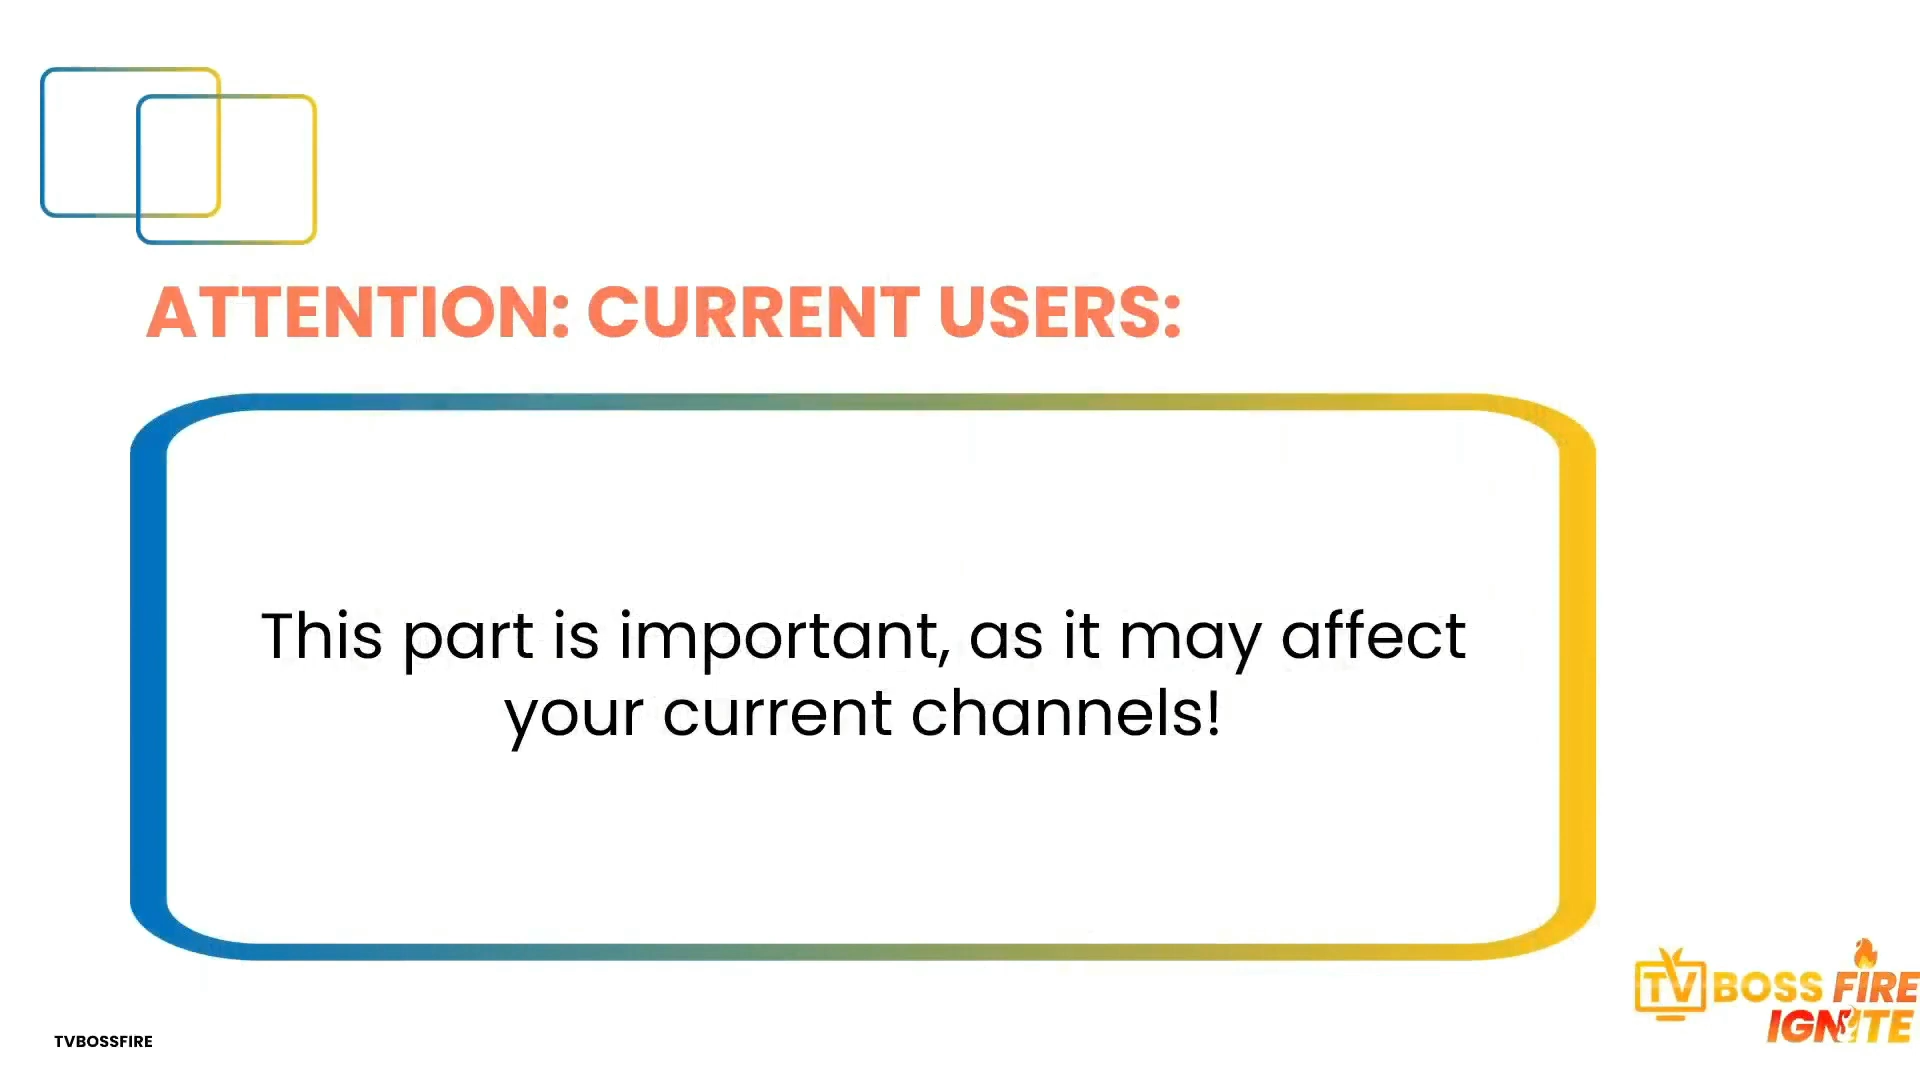 ATTENTION: CURRENT USERS:
This part is important, as it may affect
your current channels!
TV BOSS FIRE
IGNITE
TVBOSSFIRE